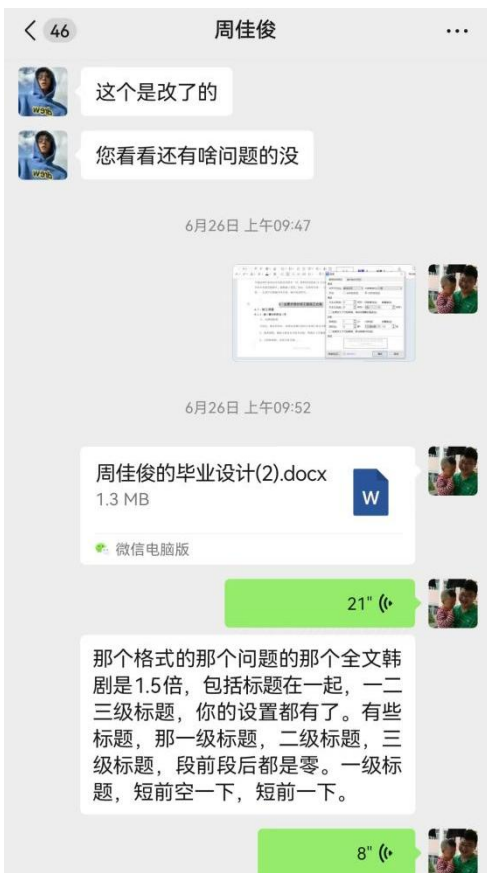 46
周佳俊
这个是改了的
您看看还有啥问题的没
6月26日 上午09:47
6月26日 上午09:52
周佳俊的毕业设计(2).docx
1.3 MB
W
微信电脑版
21"
那个格式的那个问题的那个全文韩
剧是1.5倍，包括标题在一起，一二
三级标题，你的设置都有了。有些
标题，那一级标题，二级标题，三
级标题，段前段后都是零。一级标
题，短前空一下，短前一下。
8"